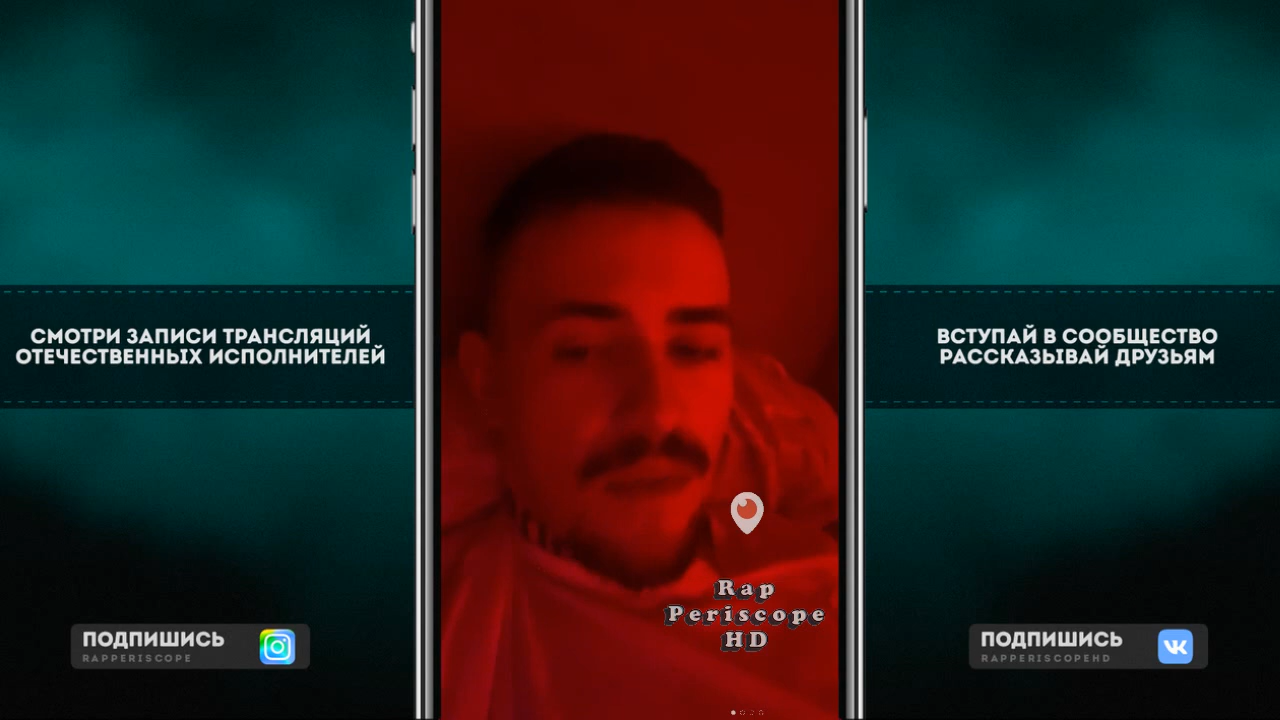 СМОТРИ ЗАПИСИ ТРАНСЛЯЦИЙ
ОТЕЧЕСТВЕННЫХ ИСПОЛНИТЕЛЕЙ
ВСТУПАЙ В СООБЩЕСТВО
РАССКАЗЫВАЙ ДРУЗЬЯМ
Rap
Periscope
HD
ПОДПИШИСЬ
RAPPERISCOPE
ПОДПИШИСЬ
RAPPERISCOPEHD